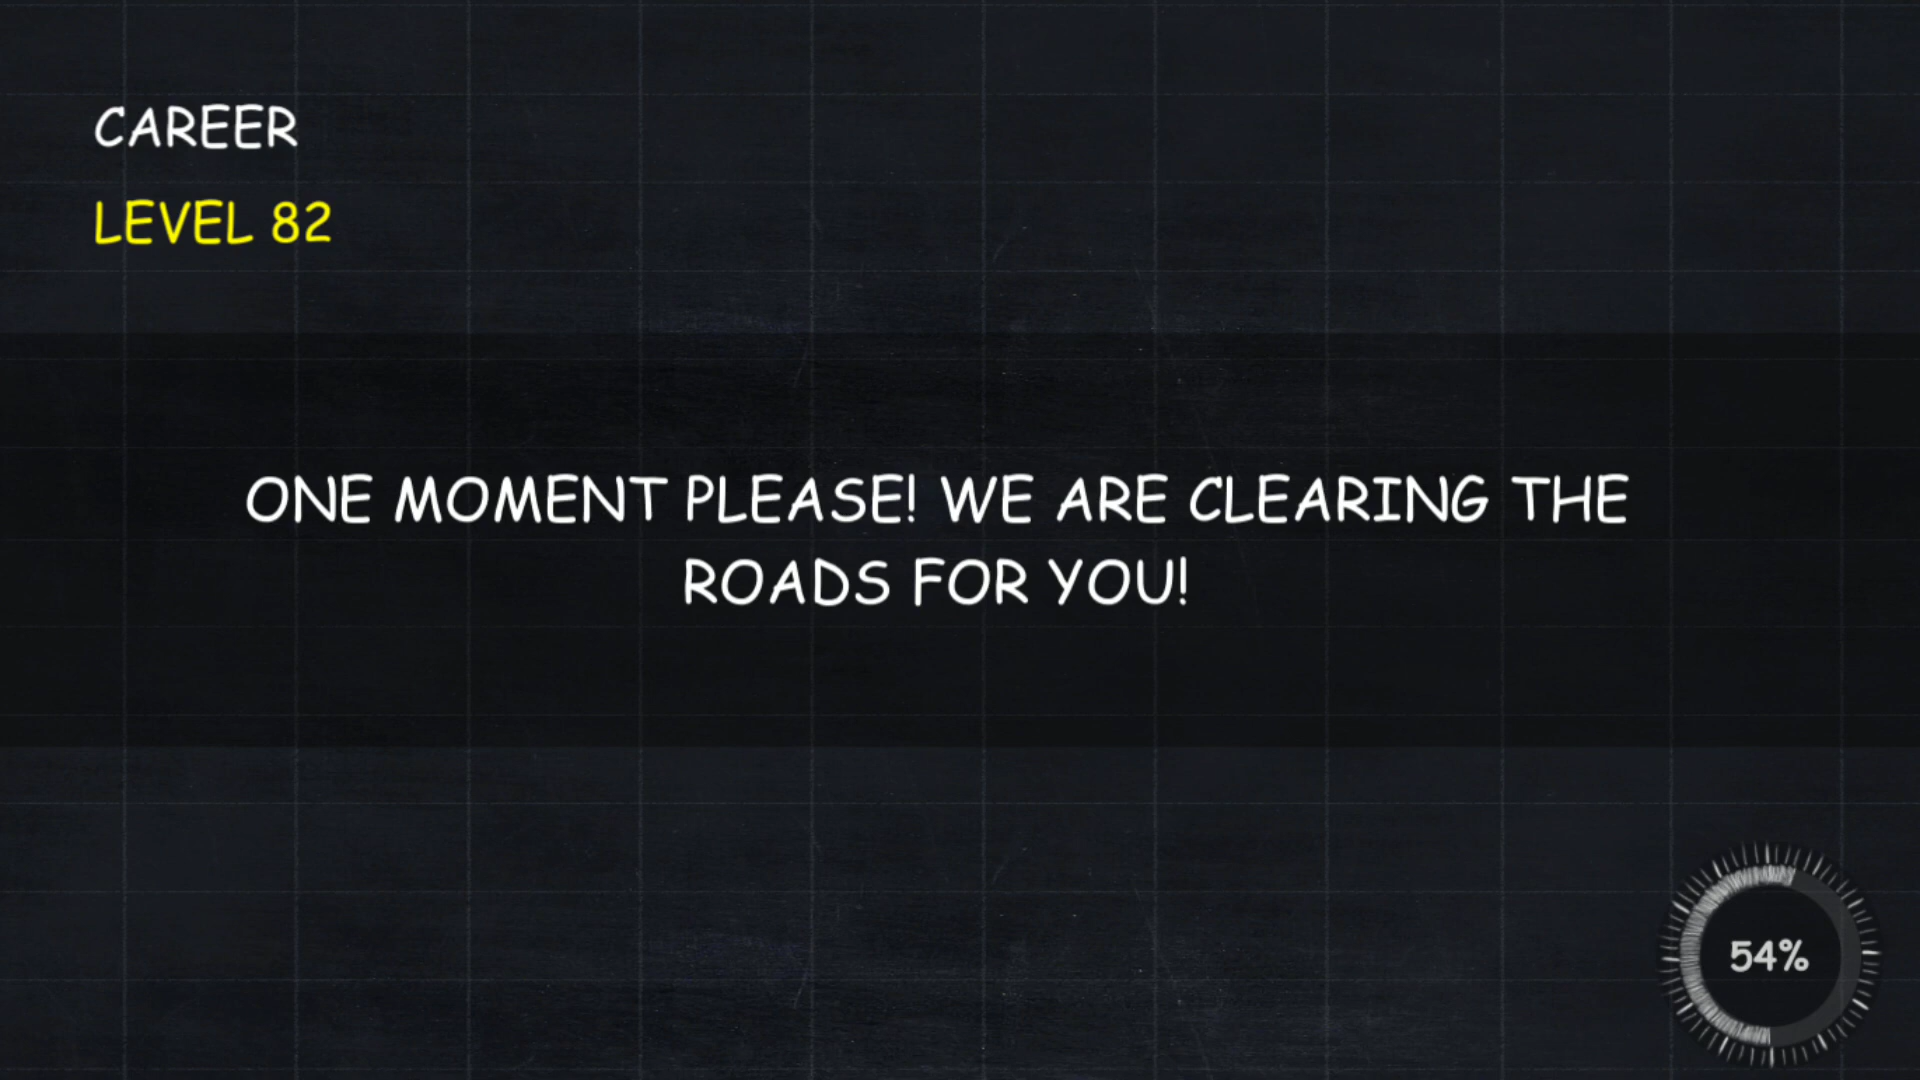 CAREER
LEVEL 82
ONE MOMENT PLEASE! WE ARE CLEARING THE
ROADS FOR YOU!
54%